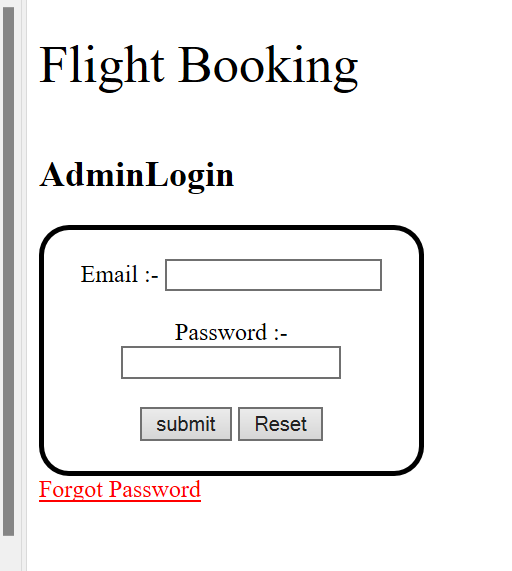 Flight Booking
AdminLogin
Email :-
Password :-
submit Reset
Forgot Password